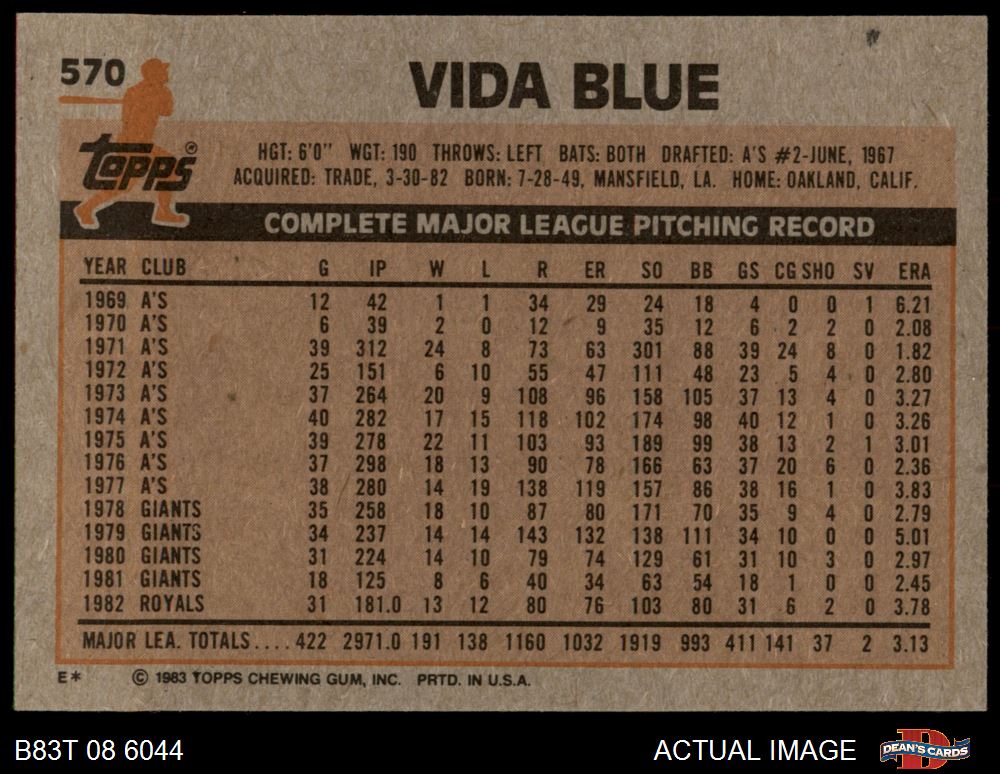 570
VIDA BLUE
Topps®
HGT: 6'0" WGT: 190 THROWS: LEFT BATS: BOTH DRAFTED: A'S #2-JUNE, 1967
ACQUIRED: TRADE, 3-30-82 BORN: 7-28-49, MANSFIELD, LA. HOME: OAKLAND, CALIF.
COMPLETE MAJOR LEAGUE PITCHING RECORD
YEAR CLUB G IP W L R ER SO BB GS CG SHO SV ERA
1969 A'S 12 42 1 1 34 29 24 18 4 0 0 1 6.21
1970 A'S 6 39 2 0 12 9 35 12 6 2 2 0 2.08
1971 A'S 39 312 24 8 73 63 301 88 39 24 8 0 1.82
1972 A'S 25 151 6 10 55 47 111 48 23 5 4 0 2.80
1973 A'S 37 264 20 9 108 96 158 105 37 13 4 0 3.27
1974 A'S 40 282 17 15 118 102 174 98 40 12 1 0 3.26
1975 A'S 39 278 22 11 103 93 189 99 38 13 2 1 3.01
1976 A'S 37 298 18 13 90 78 166 63 37 20 6 0 2.36
1977 A'S 38 280 14 19 138 119 157 86 38 16 1 0 3.83
1978 GIANTS 35 258 18 10 87 80 171 70 35 9 4 0 2.79
1979 GIANTS 34 237 14 14 143 132 138 111 34 10 0 0 5.01
1980 GIANTS 31 224 14 10 79 74 129 61 31 10 3 0 2.97
1981 GIANTS 18 125 8 6 40 34 63 54 18 1 0 0 2.45
1982 ROYALS 31 181.0 13 12 80 76 103 80 31 6 2 0 3.78
MAJOR LEA. TOTALS.... 422 2971.0 191 138 1160 1032 1919 993 411 141 37 2 3.13
E* © 1983 TOPPS CHEWING GUM, INC. PRTD. IN U.S.A.
B83T 08 6044 ACTUAL IMAGE DEAN'S CARDS